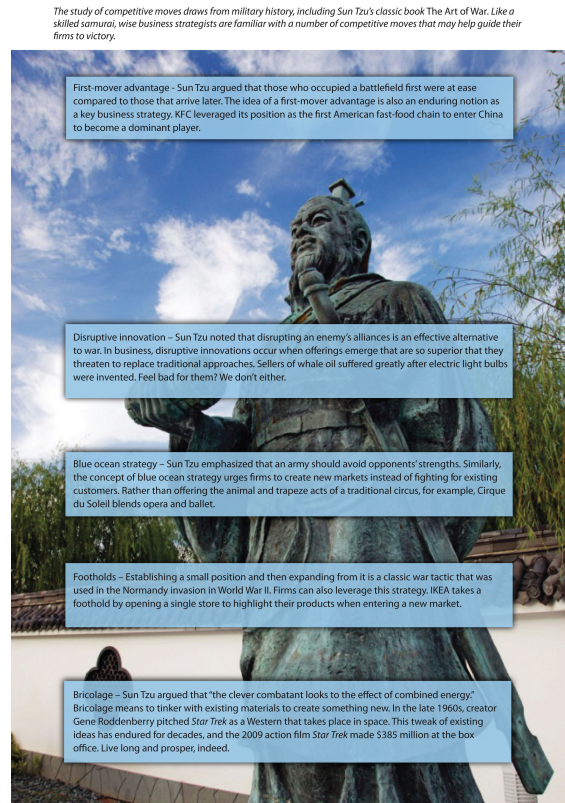 The study of competitive moves draws from military history, including Sun Tzu's classic book The Art of War. Like a
skilled samurai, wise business strategists are familiar with a number of competitive moves that may help guide their
firms to victory.
First-mover advantage - Sun Tzu argued that those who occupied a battlefield first were at ease
compared to those that arrive later. The idea of a first-mover advantage is also an enduring notion as
a key business strategy. KFC leveraged its position as the first American fast-food chain to enter China
to become a dominant player.
Disruptive innovation – Sun Tzu noted that disrupting an enemy's alliances is an effective alternative
to war. In business, disruptive innovations occur when offerings emerge that are so superior that they
threaten to replace traditional approaches. Sellers of whale oil suffered greatly after electric light bulbs
were invented. Feel bad for them? We don't either.
Blue ocean strategy – Sun Tzu emphasized that an army should avoid opponents' strengths. Similarly,
the concept of blue ocean strategy urges firms to create new markets instead of fighting for existing
customers. Rather than offering the animal and trapeze acts of a traditional circus, for example, Cirque
du Soleil blends opera and ballet.
Footholds – Establishing a small position and then expanding from it is a classic war tactic that was
used in the Normandy invasion in World War II. Firms can also leverage this strategy. IKEA takes a
foothold by opening a single store to highlight their products when entering a new market.
Bricolage – Sun Tzu argued that "the clever combatant looks to the effect of combined energy."
Bricolage means to tinker with existing materials to create something new. In the late 1960s, creator
Gene Roddenberry pitched Star Trek as a Western that takes place in space. This tweak of existing
ideas has endured for decades, and the 2009 action film Star Trek made $385 million at the box
office. Live long and prosper, indeed.